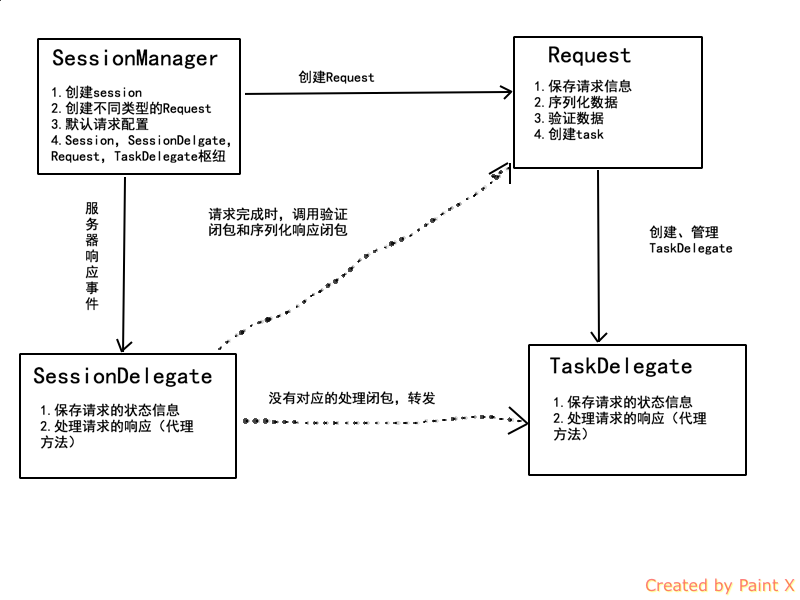 SessionManager
1.创建session
2.创建不同类型的Request
3.默认请求配置
4.Session，SessionDelgate，
Request，TaskDelegate枢纽
创建Request
Request
1.保存请求信息
2.序列化数据
3.验证数据
4.创建task
服务器响应事件
请求完成时，调用验证
闭包和序列化响应闭包
创建、管理
TaskDelegate
SessionDelegate
1.保存请求的状态信息
2.处理请求的响应（代理
方法）
没有对应的处理闭包，转发
TaskDelegate
1.保存请求的状态信息
2.处理请求的响应（代理
方法）
Created by Paint X